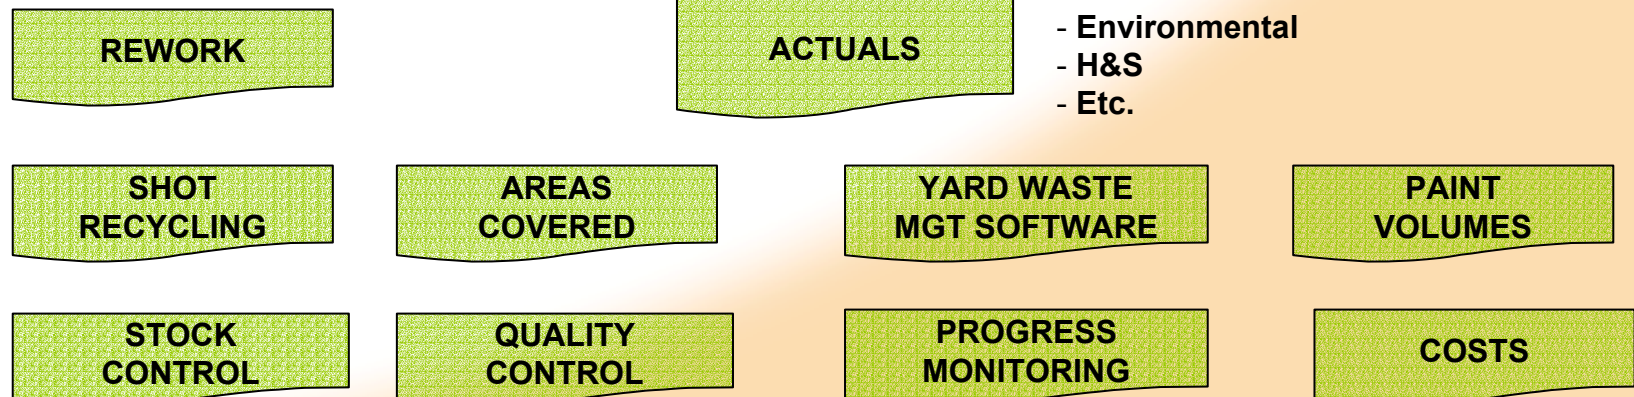 REWORK
ACTUALS
- Environmental
- H&S
- Etc.
SHOT
RECYCLING
AREAS
COVERED
YARD WASTE
MGT SOFTWARE
PAINT
VOLUMES
STOCK
CONTROL
QUALITY
CONTROL
PROGRESS
MONITORING
COSTS